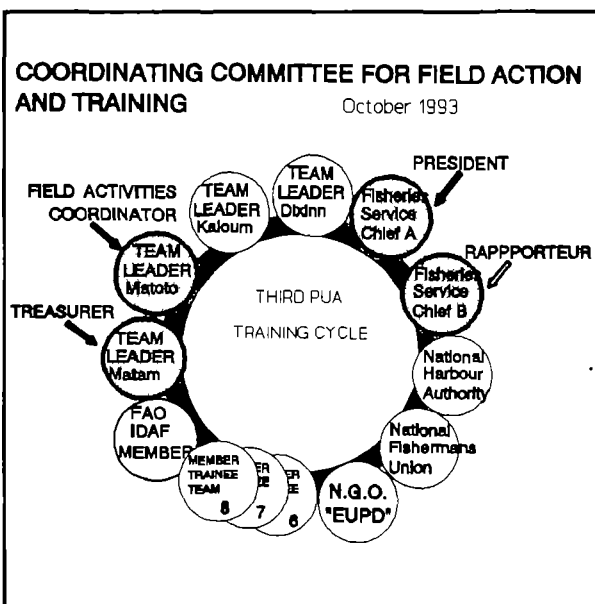 COORDINATING COMMITTEE FOR FIELD ACTION
AND TRAINING
October 1993
PRESIDENT
FIELD ACTIVITIES
COORDINATOR
RAPPPORTEUR
TREASURER
TEAM
LEADER
Kaloum
TEAM
LEADER
Dixinn
Fisheries
Service
Chief A
TEAM
LEADER
Matoto
Fisheries
Service
Chief B
THIRD PUA
TRAINING CYCLE
TEAM
LEADER
Matam
National
Harbour
Authority
FAO
IDAF
MEMBER
National
Fishermans
Union
MEMBER
TRAINEE
TEAM
8
7
6
N.G.O.
"EUPD"